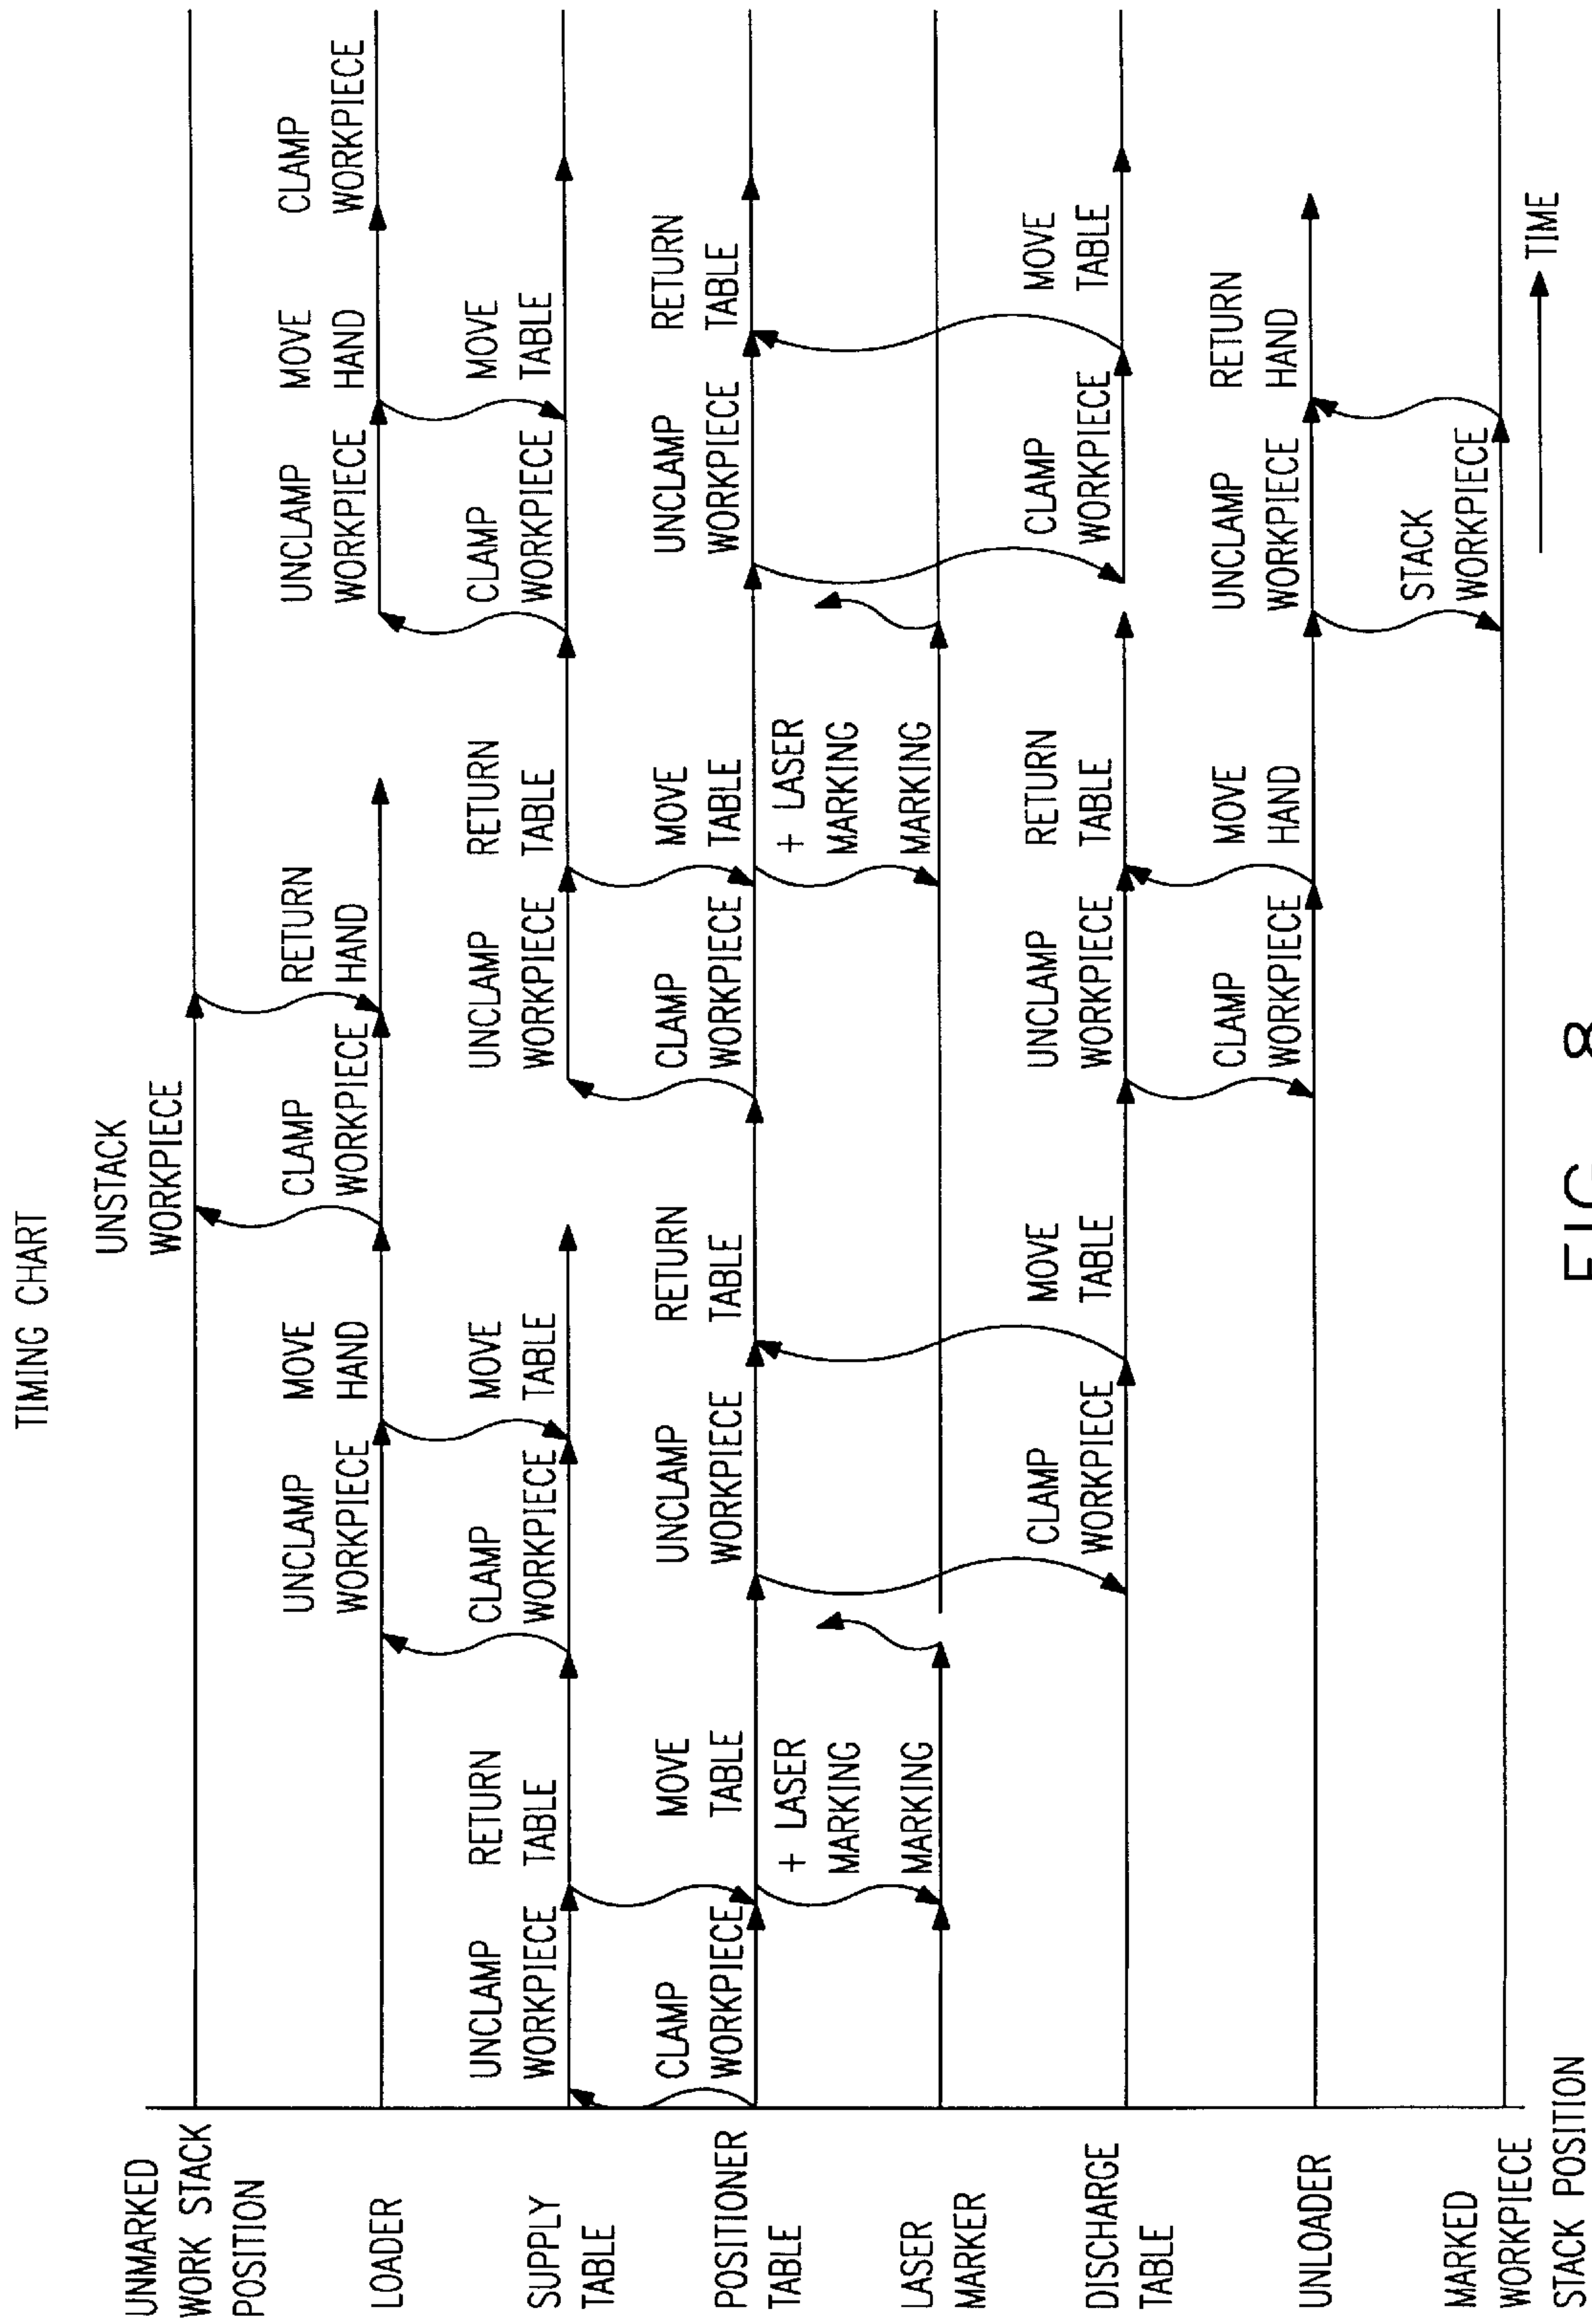 TIMING CHART
UNMARKED
WORK STACK
POSITION
UNSTACK
WORKPIECE
LOADER
UNCLAMP
WORKPIECE
MOVE
HAND
CLAMP
WORKPIECE
RETURN
HAND
UNCLAMP
WORKPIECE
MOVE
HAND
CLAMP
WORKPIECE
SUPPLY
TABLE
UNCLAMP
WORKPIECE
RETURN
TABLE
CLAMP
WORKPIECE
MOVE
TABLE
UNCLAMP
WORKPIECE
RETURN
TABLE
CLAMP
WORKPIECE
MOVE
TABLE
POSITIONER
TABLE
CLAMP
WORKPIECE
MOVE
TABLE
+ LASER
MARKING
UNCLAMP
WORKPIECE
RETURN
TABLE
CLAMP
WORKPIECE
MOVE
TABLE
+ LASER
MARKING
UNCLAMP
WORKPIECE
RETURN
TABLE
LASER
MARKER
MARKING
MARKING
DISCHARGE
TABLE
CLAMP
WORKPIECE
MOVE
TABLE
UNCLAMP
WORKPIECE
RETURN
TABLE
CLAMP
WORKPIECE
MOVE
TABLE
UNLOADER
CLAMP
WORKPIECE
MOVE
HAND
UNCLAMP
WORKPIECE
RETURN
HAND
MARKED
WORKPIECE
STACK POSITION
STACK
WORKPIECE
TIME
FIG. 8